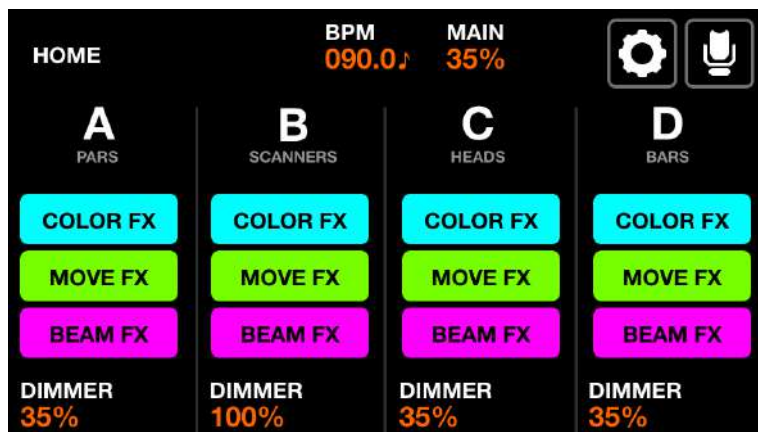 HOME
BPM
090.0♪
MAIN
35%
A
PARS
B
SCANNERS
C
HEADS
D
BARS
COLOR FX
COLOR FX
COLOR FX
COLOR FX
MOVE FX
MOVE FX
MOVE FX
MOVE FX
BEAM FX
BEAM FX
BEAM FX
BEAM FX
DIMMER
35%
DIMMER
100%
DIMMER
35%
DIMMER
35%